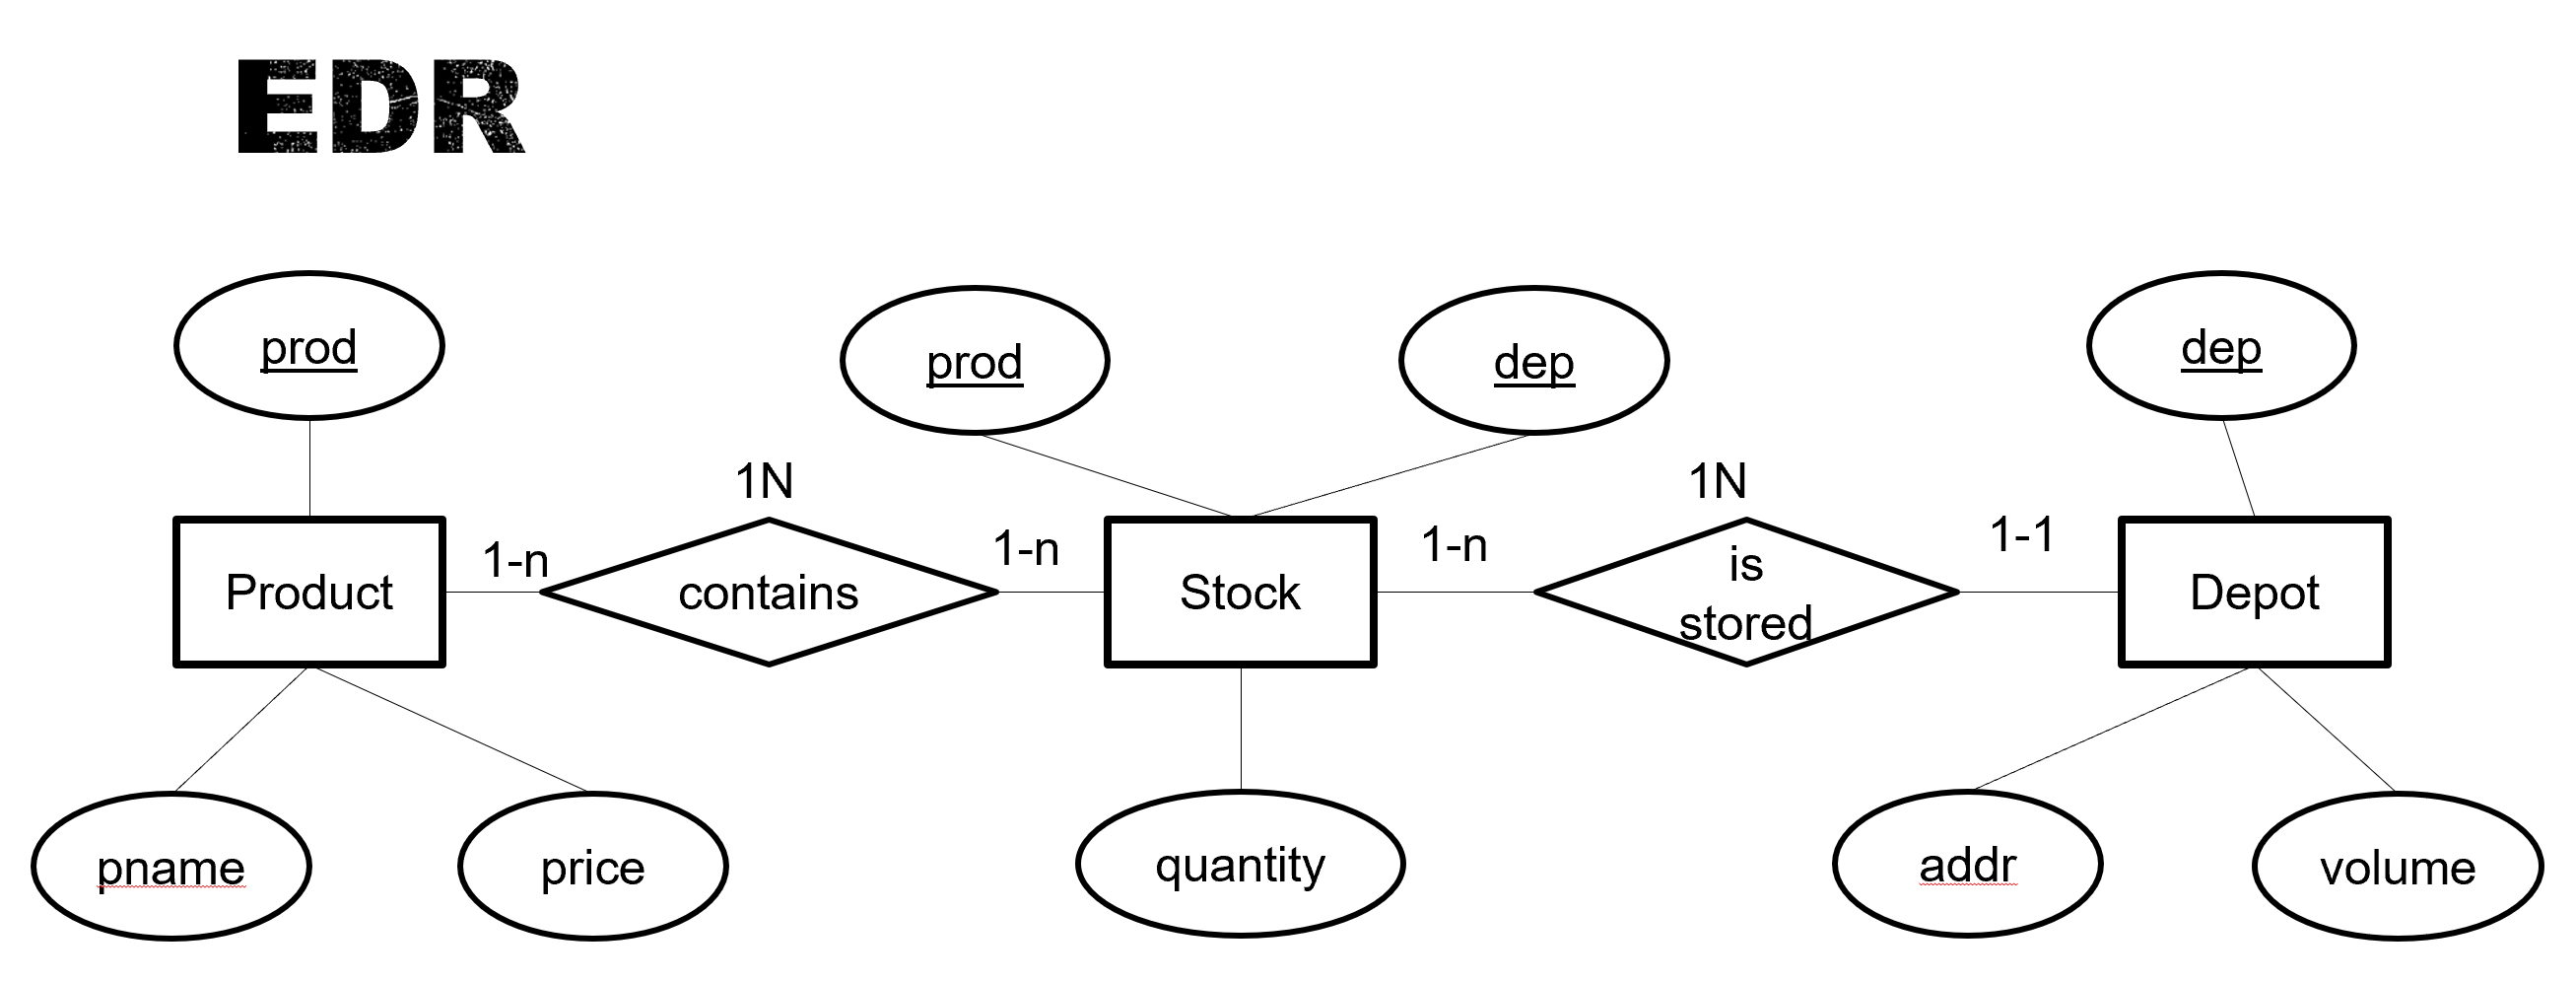 EDR
prod
prod
dep
dep
1N
1N
Product
1-n
contains
1-n
Stock
1-n
is
stored
1-1
Depot
pname
price
quantity
addr
volume